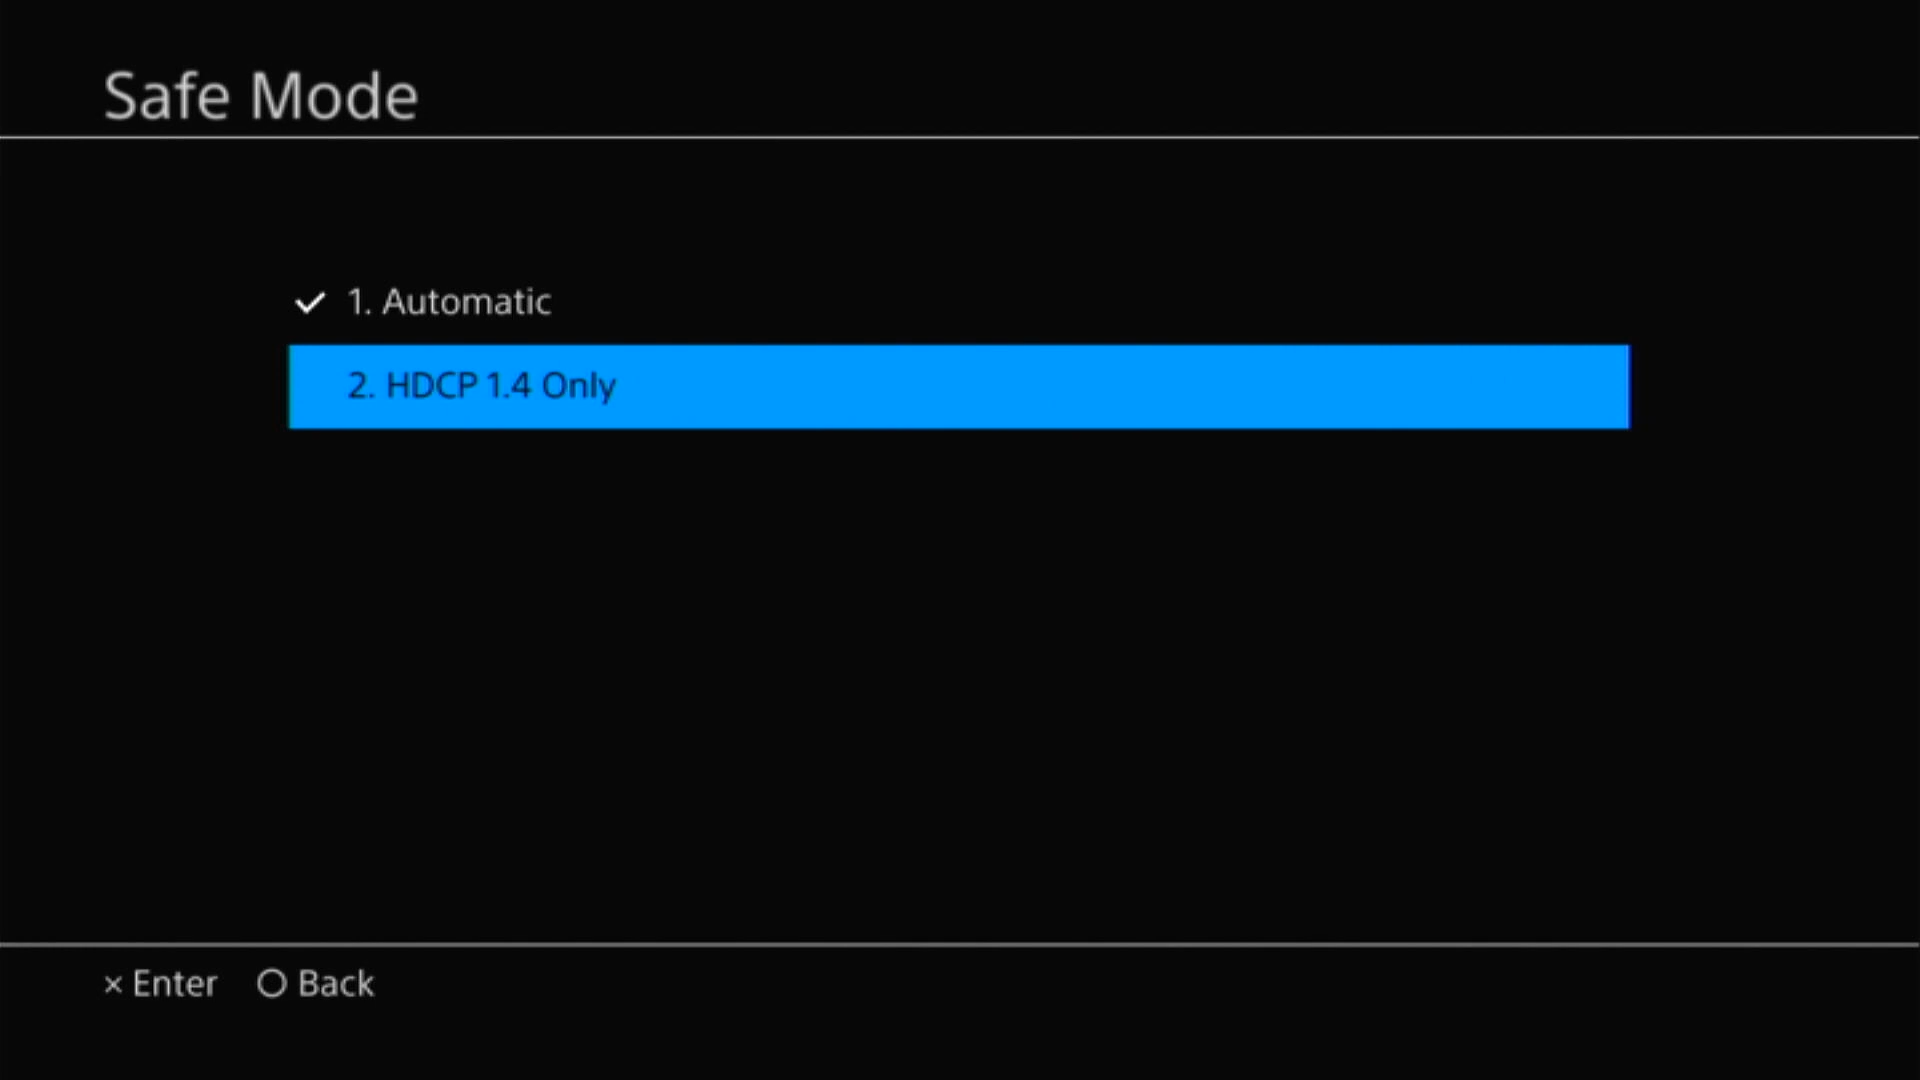 Safe Mode
✓ 1. Automatic
2. HDCP 1.4 Only
× Enter ○ Back